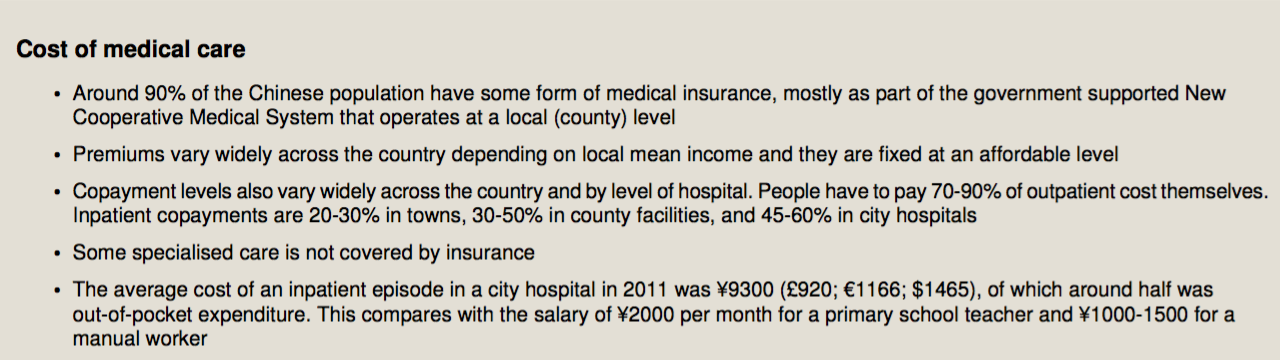 Cost of medical care
• Around 90% of the Chinese population have some form of medical insurance, mostly as part of the government supported New
Cooperative Medical System that operates at a local (county) level
• Premiums vary widely across the country depending on local mean income and they are fixed at an affordable level
• Copayment levels also vary widely across the country and by level of hospital. People have to pay 70-90% of outpatient cost themselves.
Inpatient copayments are 20-30% in towns, 30-50% in county facilities, and 45-60% in city hospitals
• Some specialised care is not covered by insurance
• The average cost of an inpatient episode in a city hospital in 2011 was ¥9300 (£920; €1166; $1465), of which around half was
out-of-pocket expenditure. This compares with the salary of ¥2000 per month for a primary school teacher and ¥1000-1500 for a
manual worker